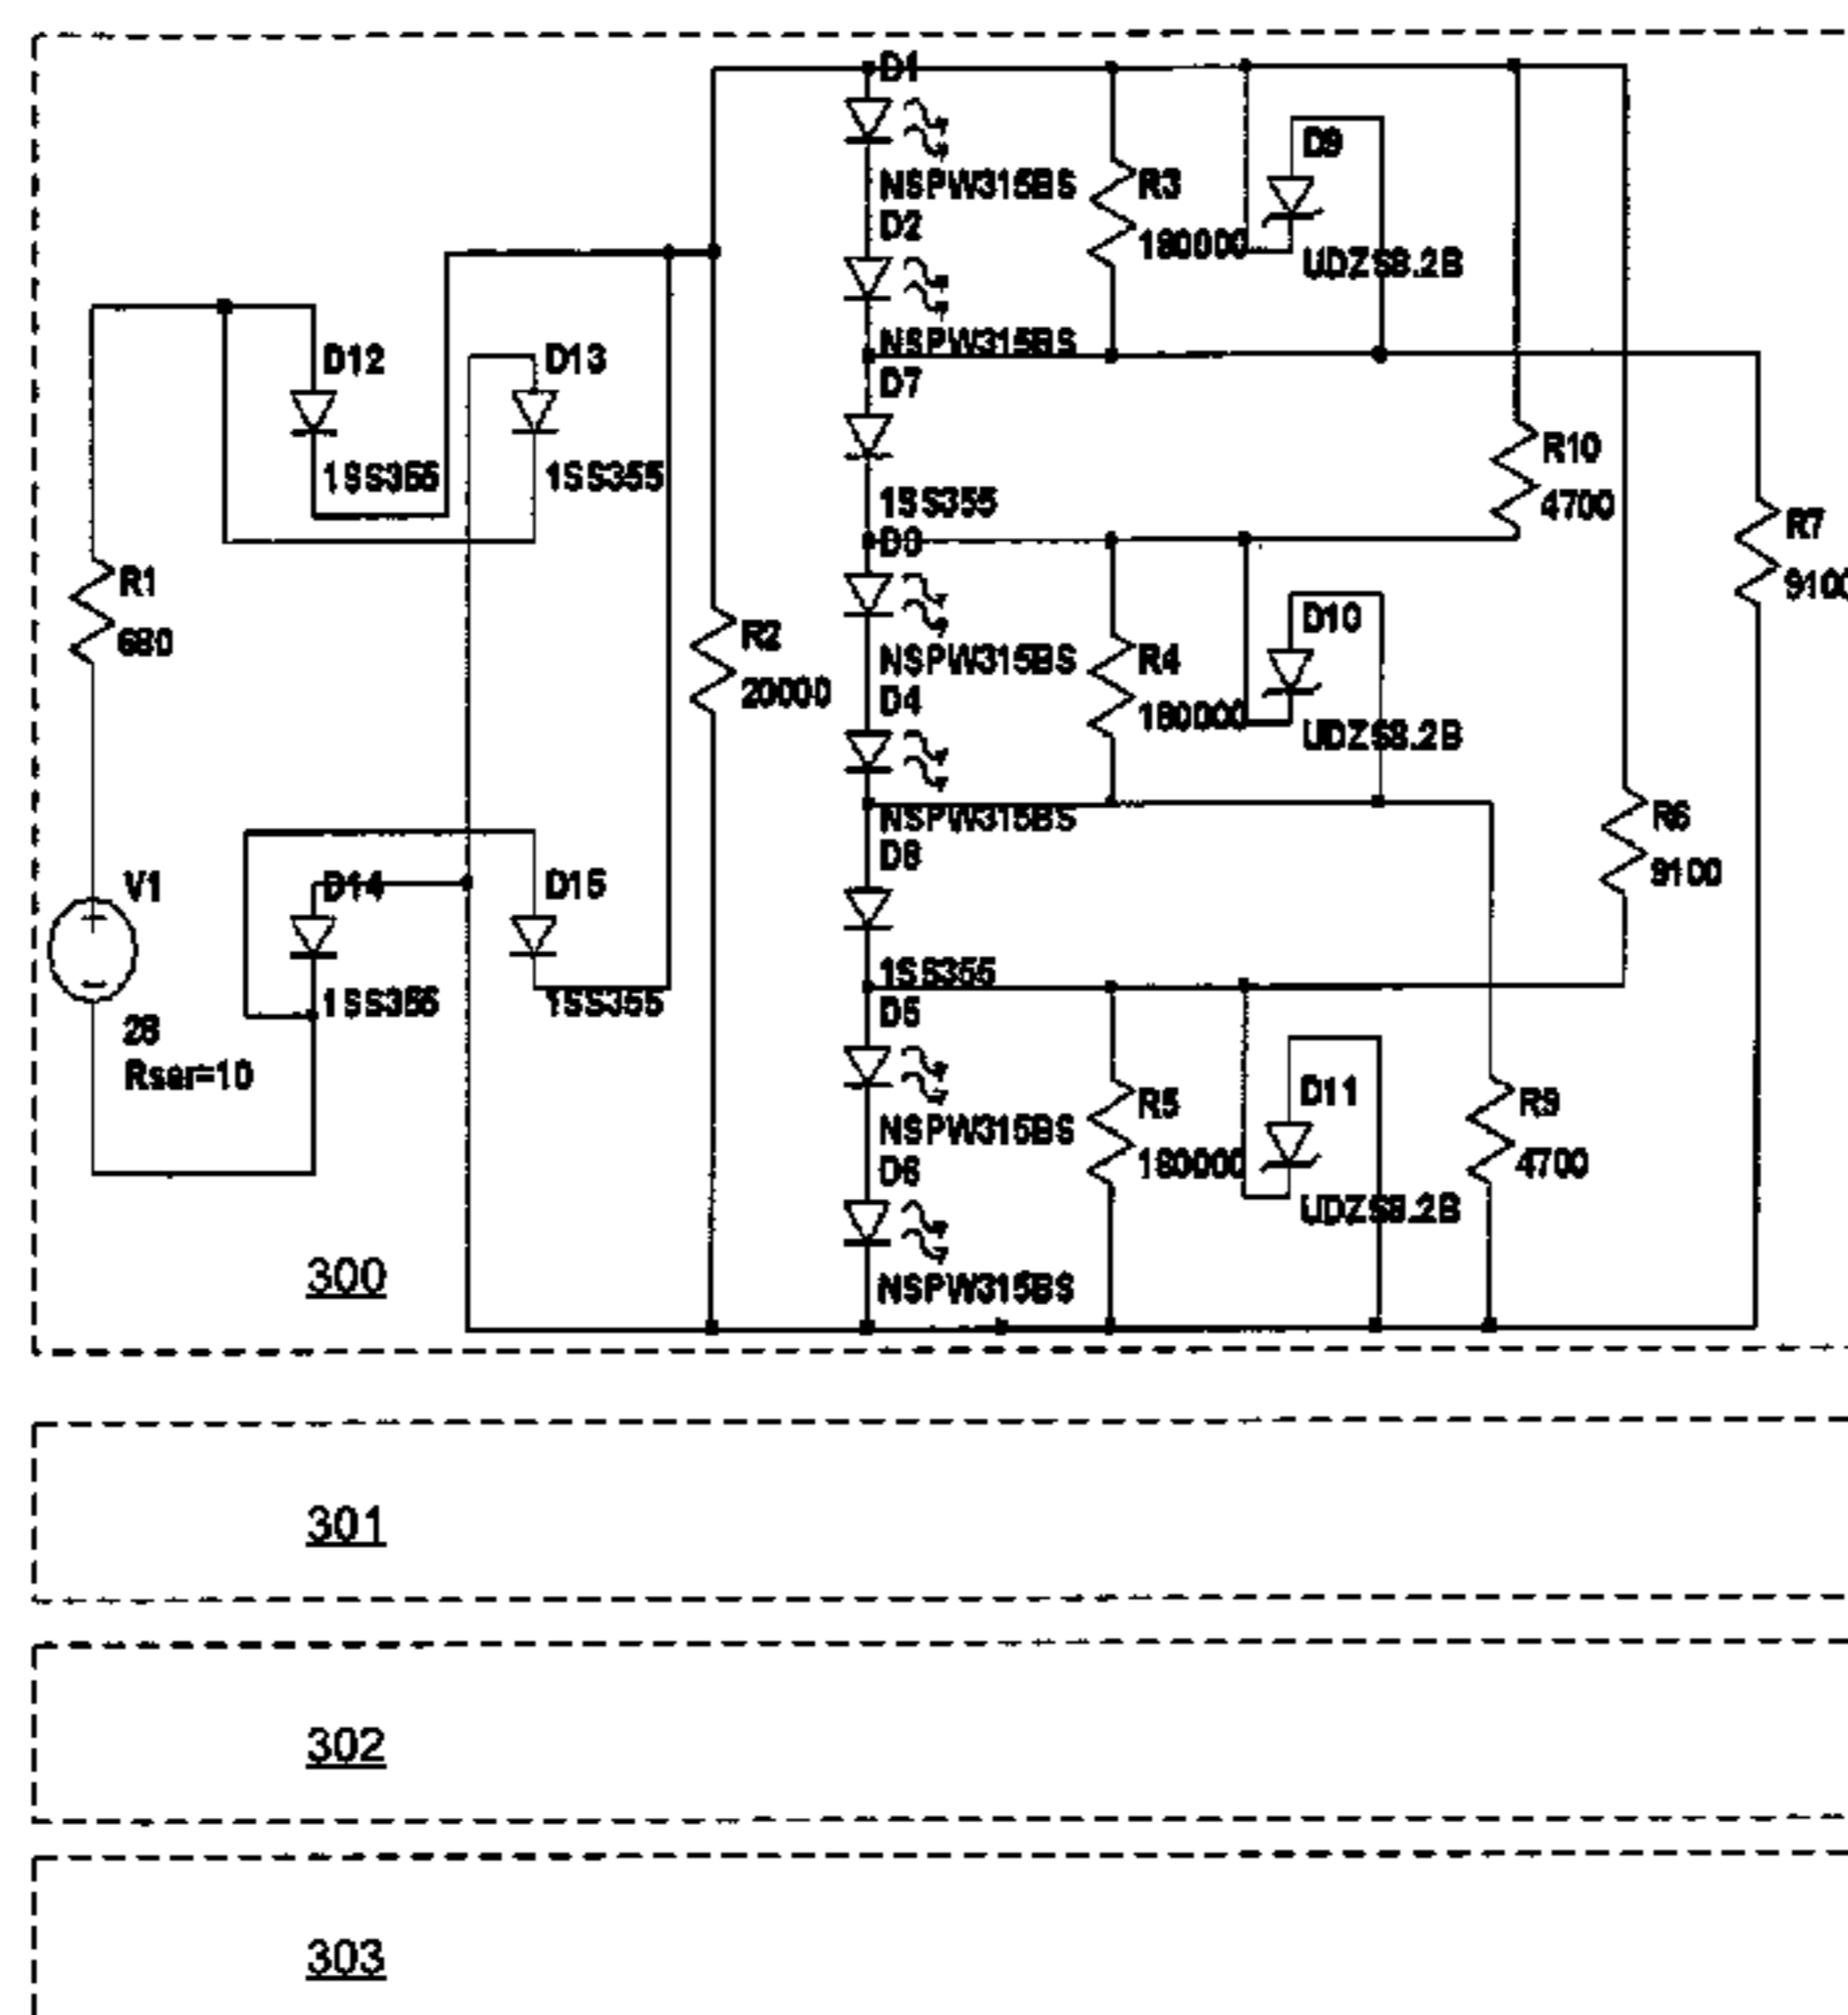 D1
NSPW315BS
D2
NSPW315BS
D7
1SS355
D3
NSPW315BS
D4
NSPW315BS
D8
1SS355
D5
NSPW315BS
D6
NSPW315BS
D12
1SS355
D13
1SS355
R1
680
V1
28
Rser=10
D14
1SS355
D15
1SS355
R2
20000
R3
180000
D9
UDZS8.2B
R10
4700
R7
9100
R4
180000
D10
UDZS8.2B
R6
9100
R5
180000
D11
UDZS8.2B
R9
4700
300
301
302
303